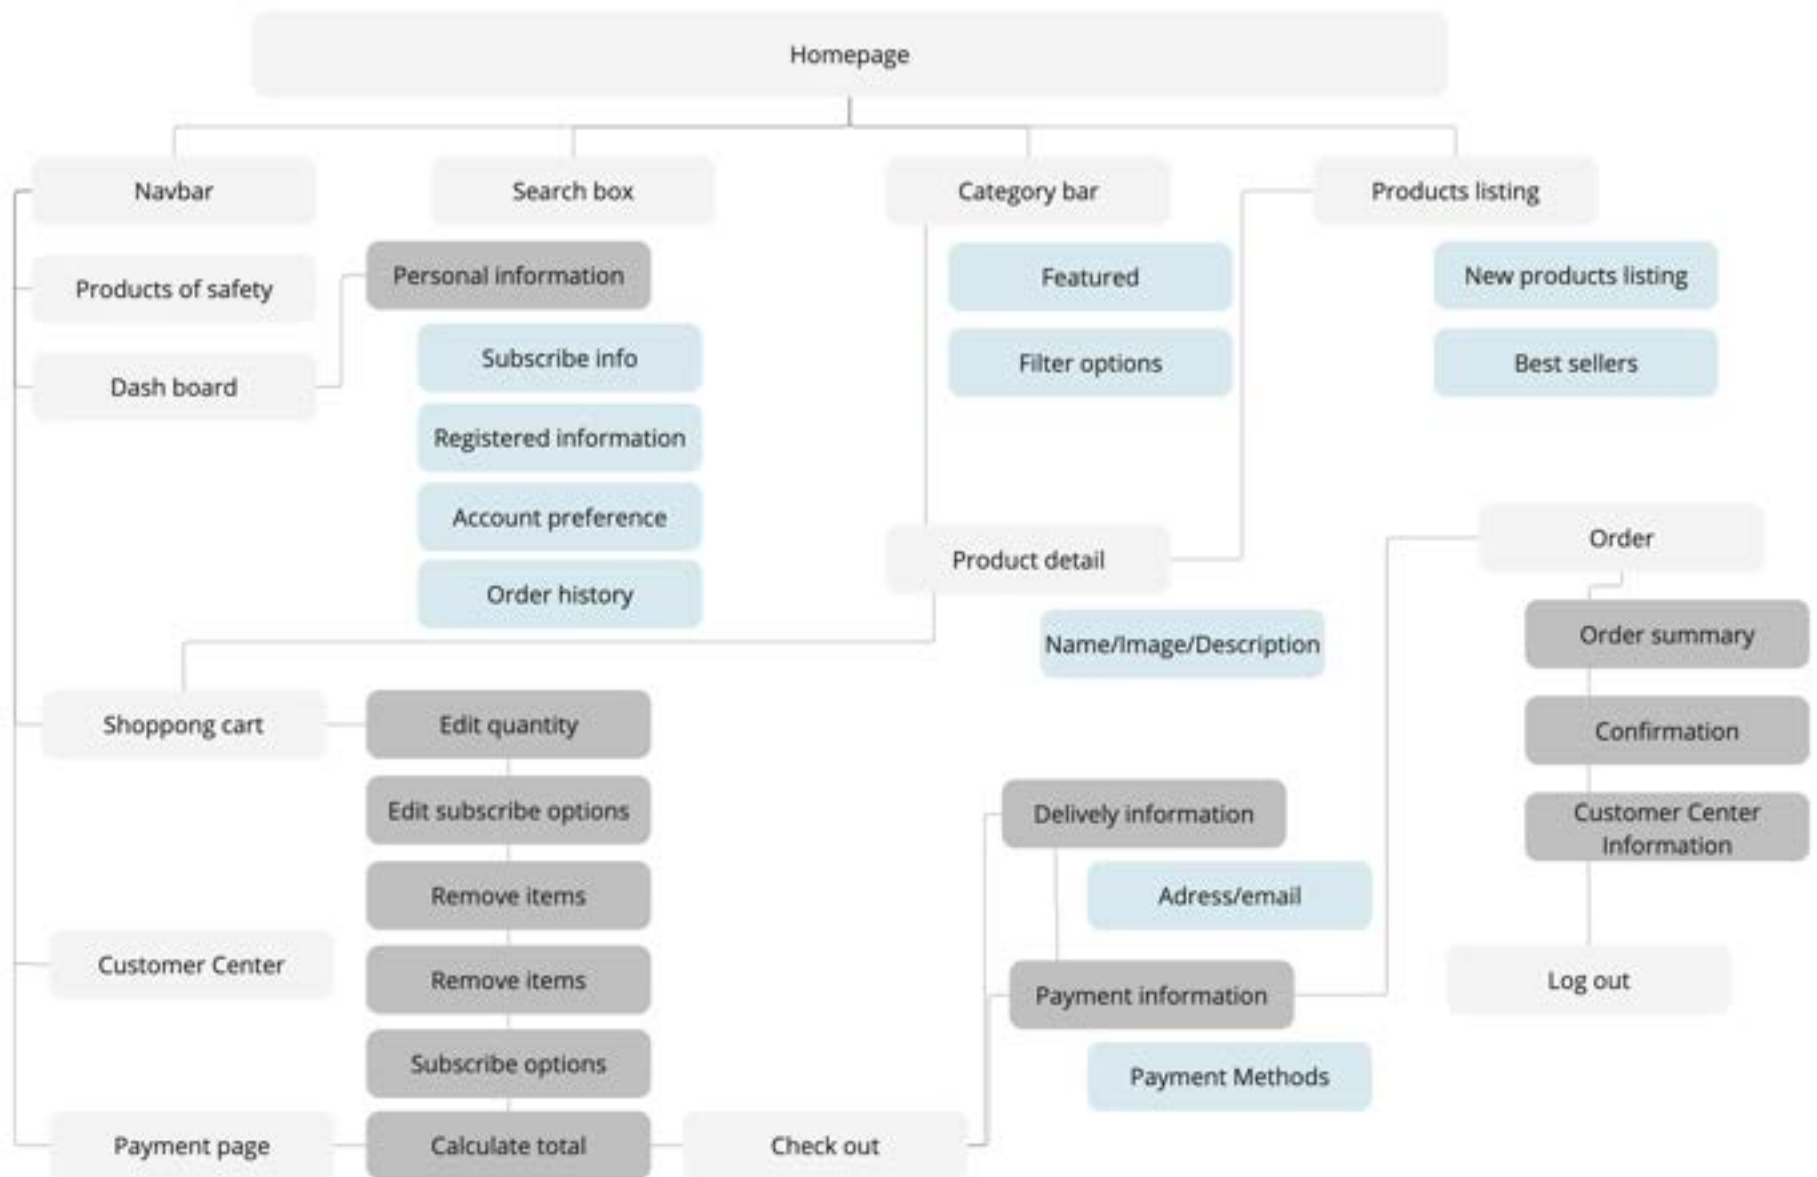 Homepage
Navbar
Search box
Category bar
Products listing
Products of safety
Personal information
Featured
New products listing
Dash board
Subscribe info
Filter options
Best sellers
Registered information
Account preference
Order history
Product detail
Order
Name/Image/Description
Order summary
Shoppong cart
Edit quantity
Confirmation
Edit subscribe options
Delively information
Customer Center
Information
Remove items
Adress/email
Customer Center
Remove items
Payment information
Log out
Subscribe options
Payment Methods
Payment page
Calculate total
Check out